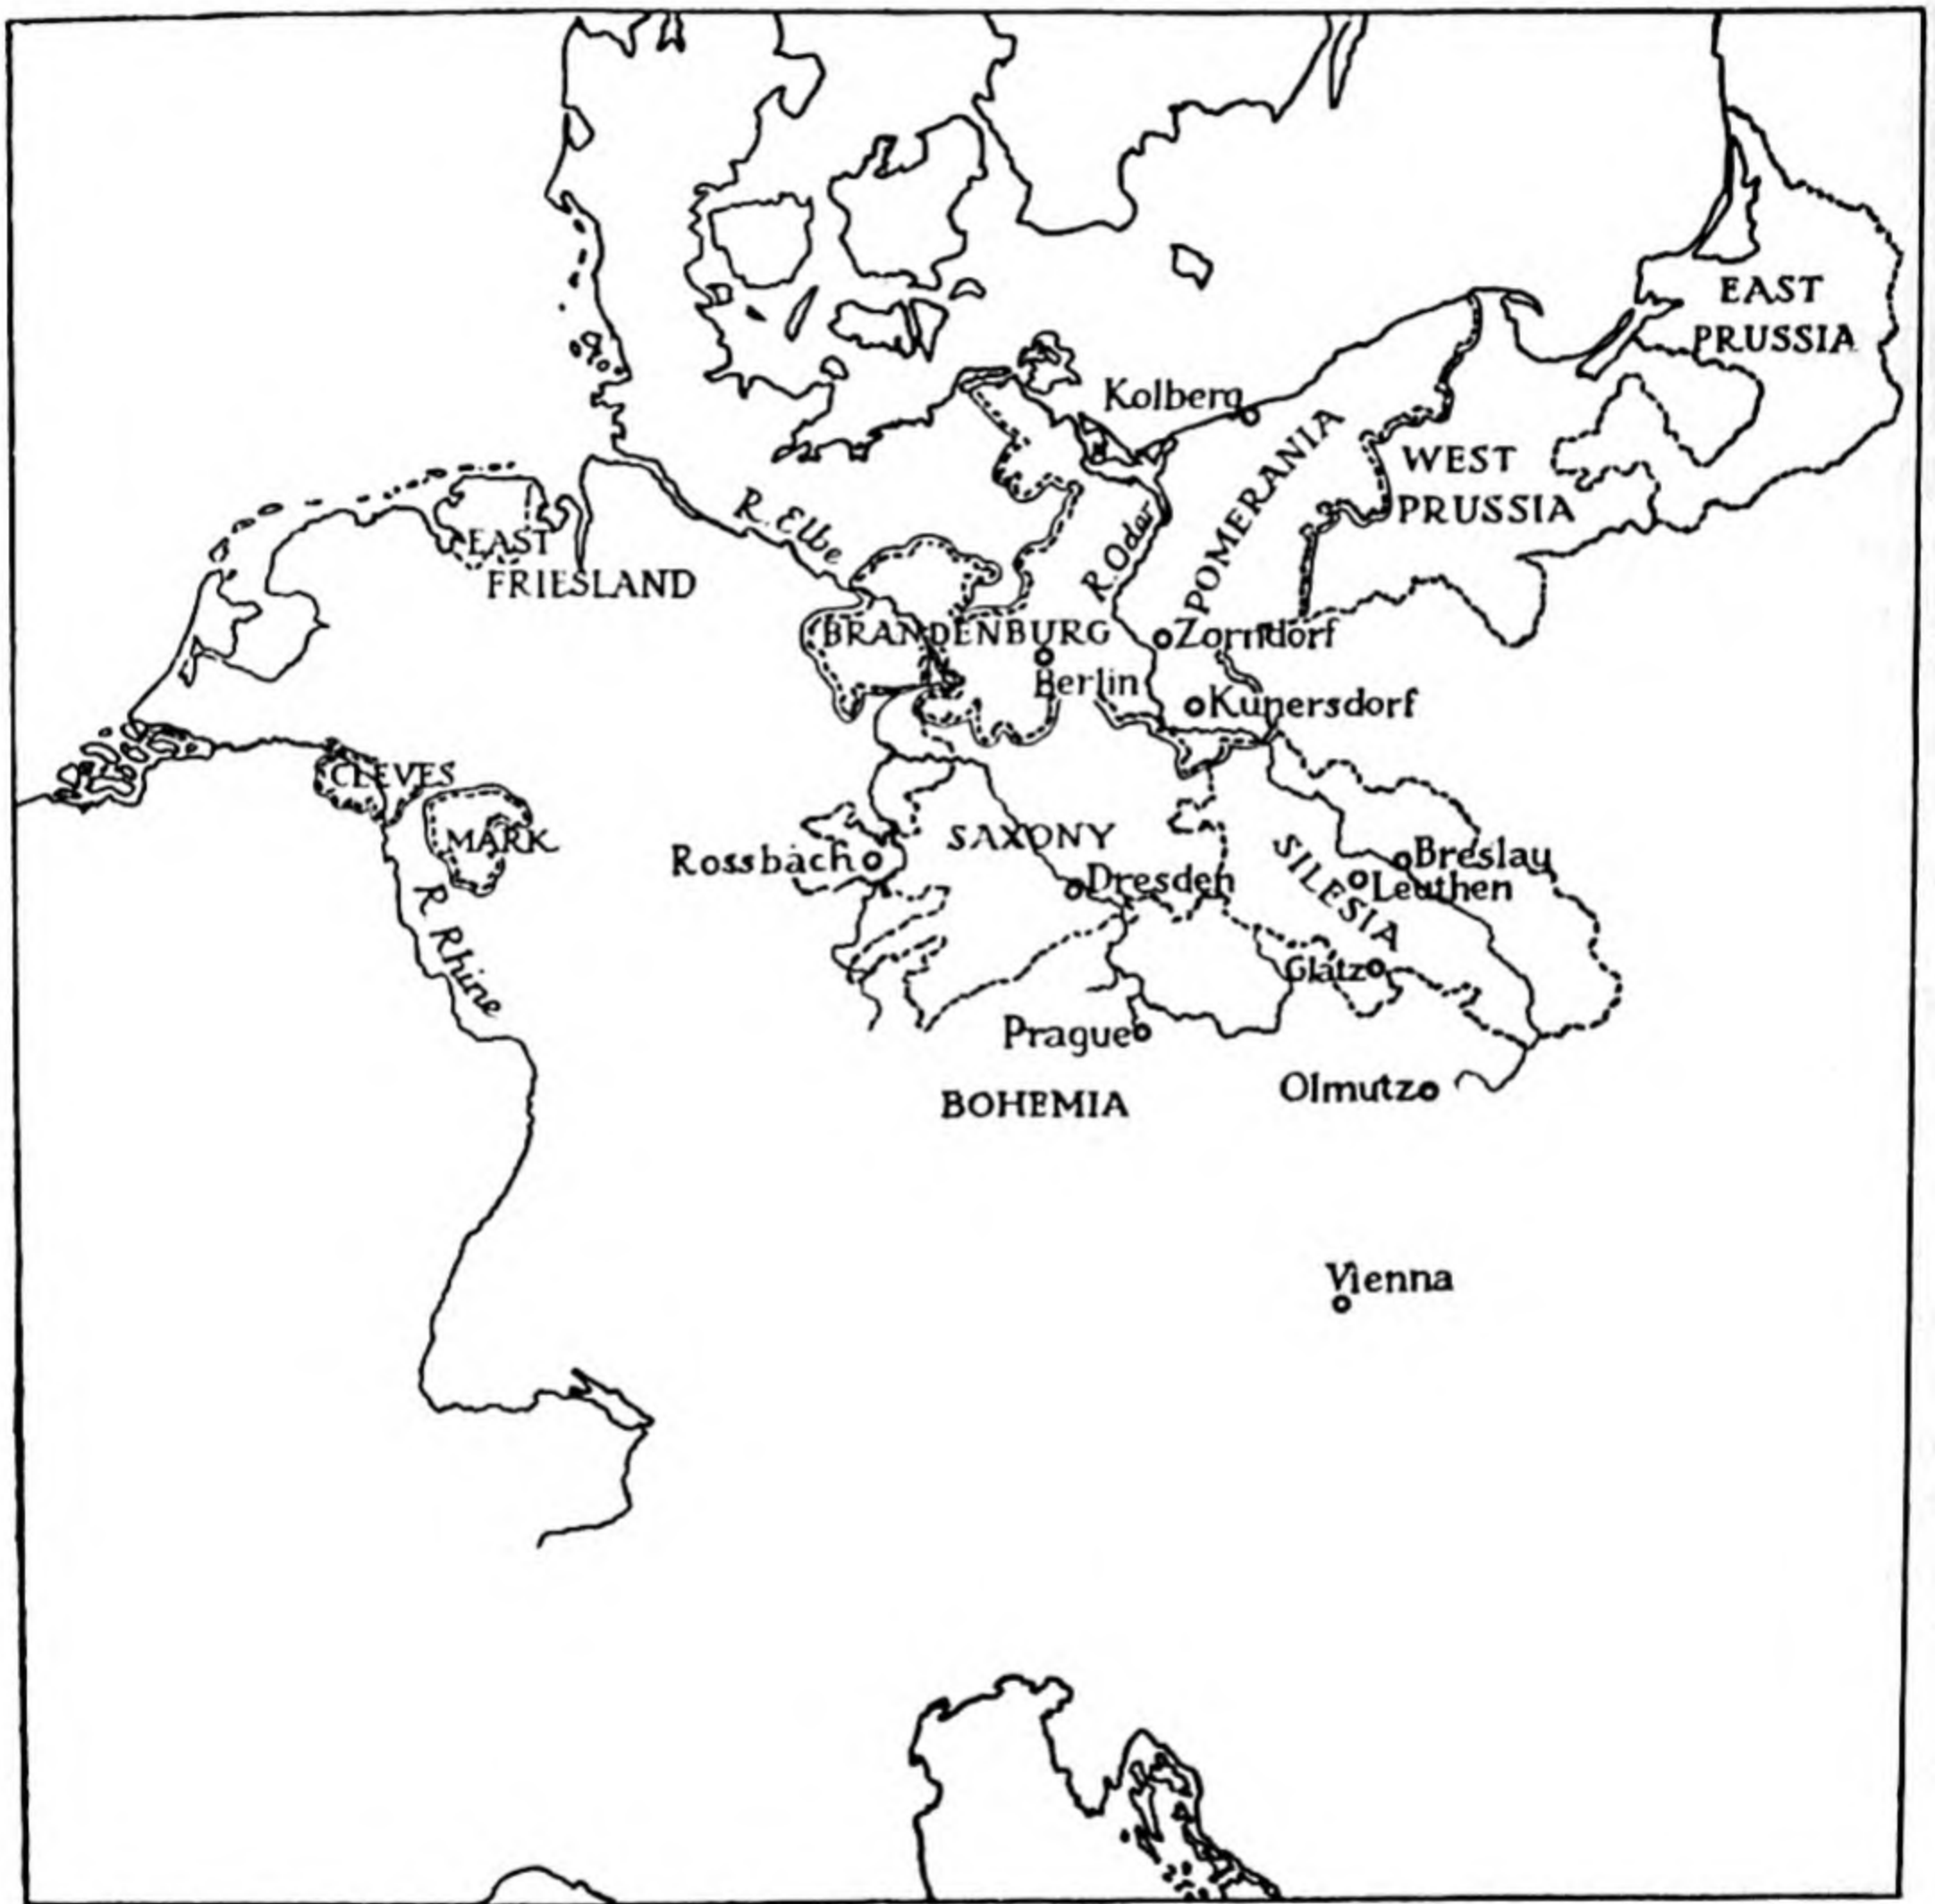 EAST
PRUSSIA
Kolberg
POMERANIA
WEST
PRUSSIA
R. Elbe
R. Odar
EAST
FRIESLAND
BRANDENBURG
Zorndorf
Berlin
Kunersdorf
CLEVES
MARK
SAXONY
Rossbach
SILESIA
Breslau
Dresden
Leuthen
R Rhine
Glatz
Prague
Olmutz
BOHEMIA
Vienna